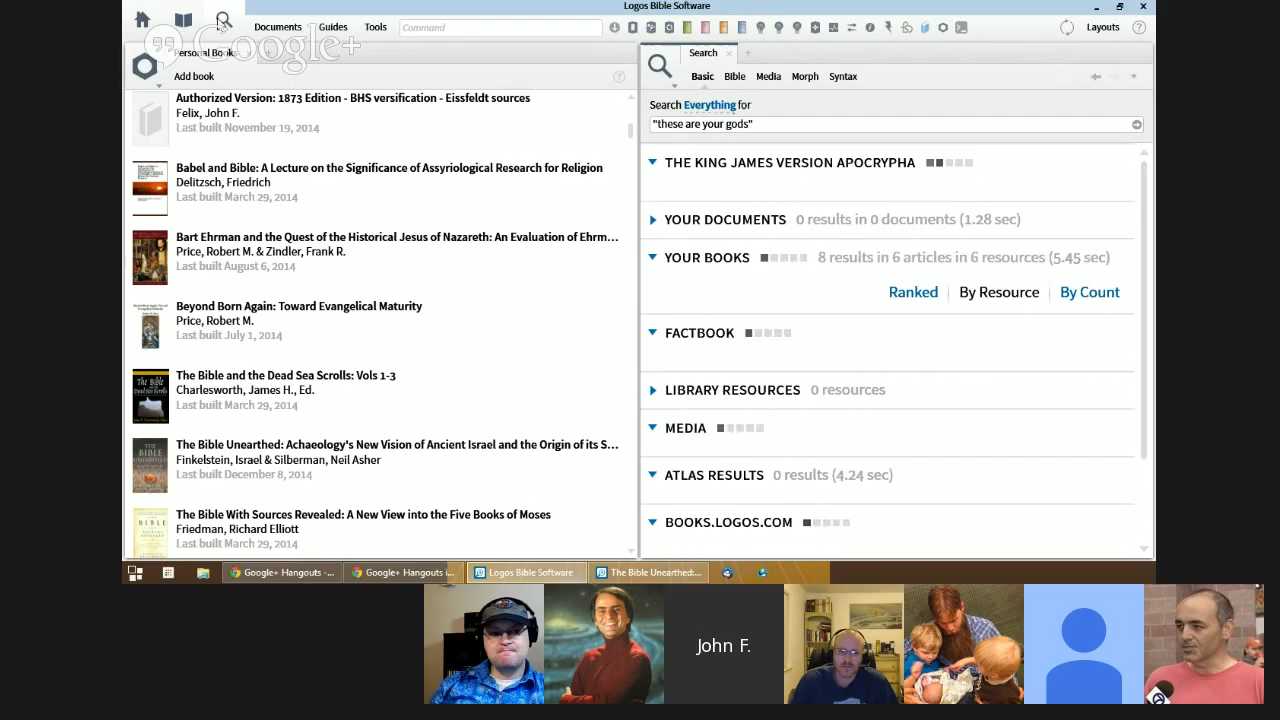 Logos Bible Software
Documents Guides Tools Command Layouts
Google+
Personal Books
Add book
Authorized Version: 1873 Edition - BHS versification - Eissfeldt sources
Felix, John F.
Last built November 19, 2014
Babel and Bible: A Lecture on the Significance of Assyriological Research for Religion
Delitzsch, Friedrich
Last built March 29, 2014
Bart Ehrman and the Quest of the Historical Jesus of Nazareth: An Evaluation of Ehrm...
Price, Robert M. & Zindler, Frank R.
Last built August 6, 2014
Beyond Born Again: Toward Evangelical Maturity
Price, Robert M.
Last built July 1, 2014
The Bible and the Dead Sea Scrolls: Vols 1-3
Charlesworth, James H., Ed.
Last built March 29, 2014
The Bible Unearthed: Achaeology's New Vision of Ancient Israel and the Origin of its S...
Finkelstein, Israel & Silberman, Neil Asher
Last built December 8, 2014
The Bible With Sources Revealed: A New View into the Five Books of Moses
Friedman, Richard Elliott
Last built March 29, 2014
Search
Basic Bible Media Morph Syntax
Search Everything for
"these are your gods"
THE KING JAMES VERSION APOCRYPHA
YOUR DOCUMENTS 0 results in 0 documents (1.28 sec)
YOUR BOOKS 8 results in 6 articles in 6 resources (5.45 sec)
Ranked By Resource By Count
FACTBOOK
LIBRARY RESOURCES 0 resources
MEDIA
ATLAS RESULTS 0 results (4.24 sec)
BOOKS.LOGOS.COM
Google+ Hangouts -... Google+ Hangouts i... Logos Bible Software The Bible Unearthed:...
John F.